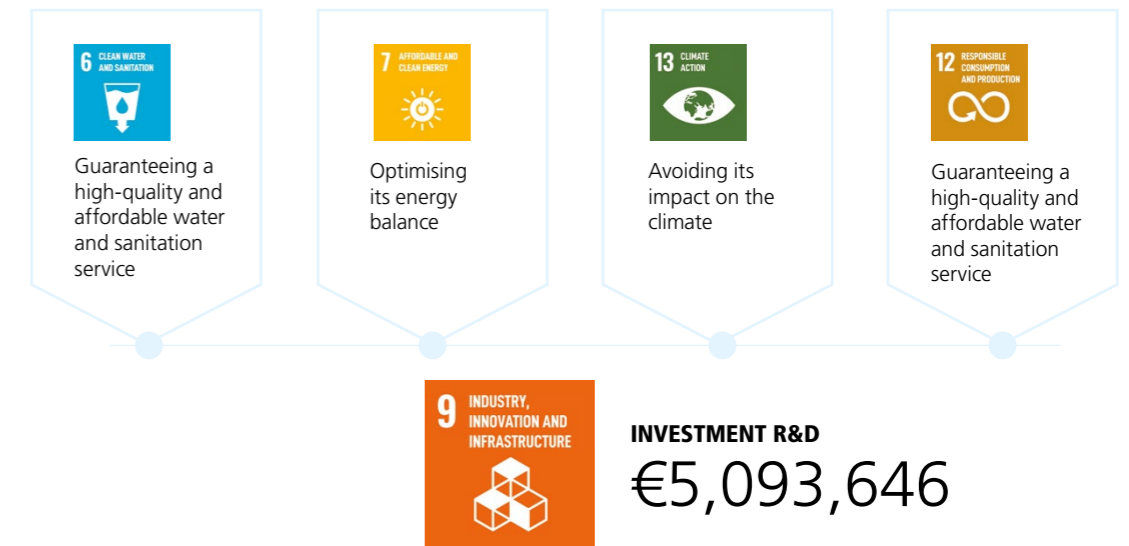 6 CLEAN WATER
AND SANITATION
Guaranteeing a
high-quality and
affordable water
and sanitation
service
7 AFFORDABLE AND
CLEAN ENERGY
Optimising
its energy
balance
13 CLIMATE
ACTION
Avoiding its
impact on the
climate
12 RESPONSIBLE
CONSUMPTION
AND PRODUCTION
Guaranteeing a
high-quality and
affordable water
and sanitation
service
9 INDUSTRY,
INNOVATION AND
INFRASTRUCTURE
INVESTMENT R&D
€5,093,646